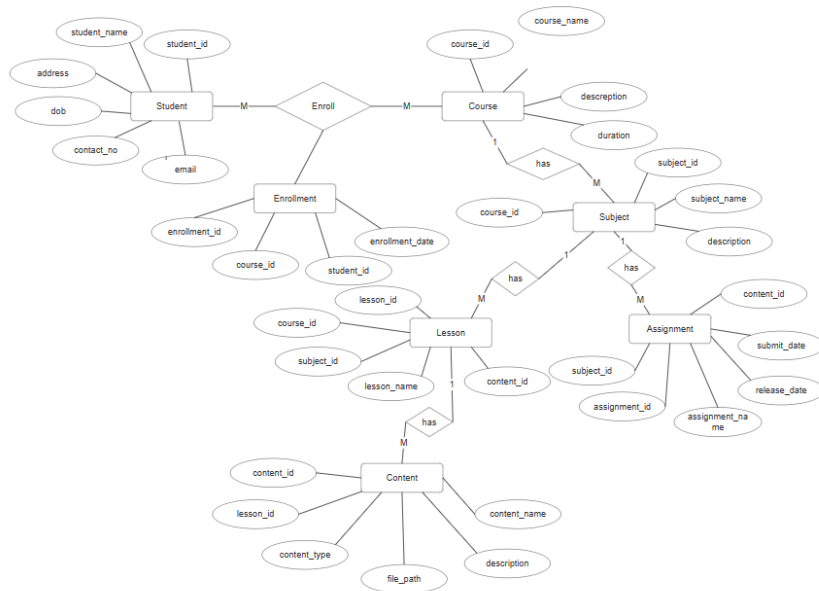 course_name
student_name
student_id
course_id
address
descreption
Student
M
Enroll
M
Course
dob
duration
contact_no
email
1
has
subject_id
M
Enrollment
subject_name
course_id
Subject
enrollment_id
enrollment_date
description
1
1
course_id
student_id
has
has
content_id
lesson_id
M
M
course_id
Lesson
Assignment
submit_date
subject_id
subject_id
lesson_name
content_id
1
release_date
assignment_id
assignment_na
me
has
M
content_id
Content
content_name
lesson_id
content_type
description
file_path